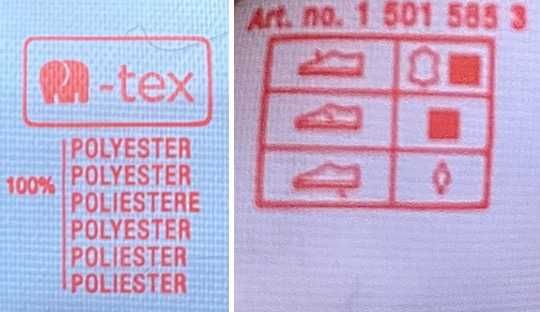 -tex
100%
POLYESTER
POLYESTER
POLIESTERE
POLYESTER
POLIESTER
POLIESTER
Art. no. 1 501 585 3